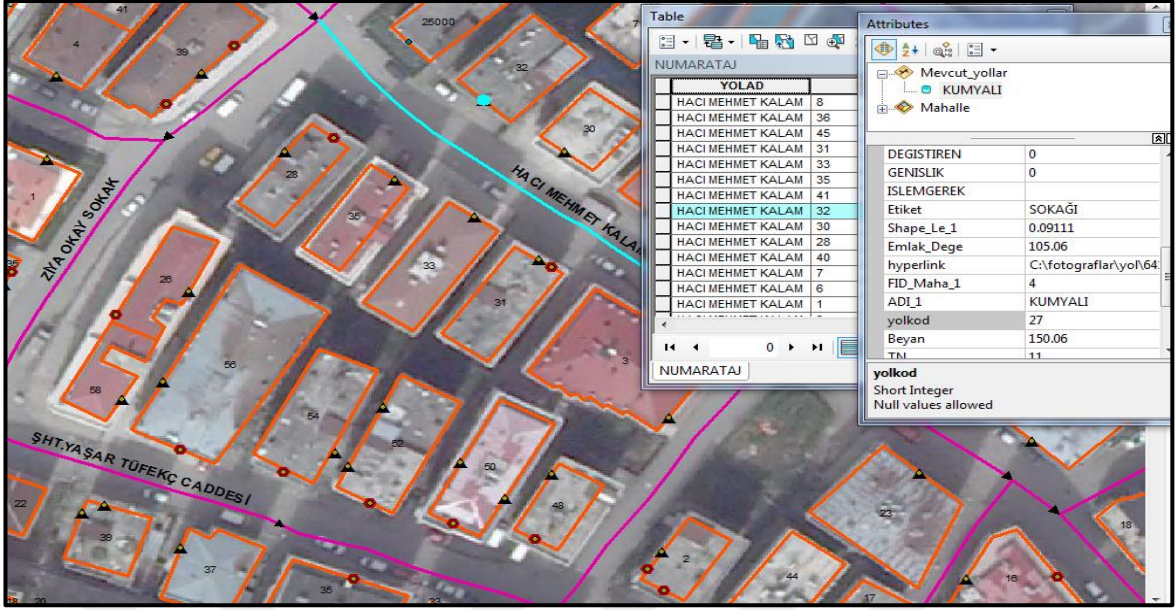 41
4
39
25000
32
30
1
28
35
33
31
3
26
58
56
54
52
50
48
22
39
37
35
2
44
23
16
18
17
20
ZİYA OKAY SOKAK
HACI MEHMET KALAM
ŞHT.YAŞAR TÜFEKÇ CADDESİ
Table
NUMARATAJ
YOLAD
HACI MEHMET KALAM 8
HACI MEHMET KALAM 36
HACI MEHMET KALAM 45
HACI MEHMET KALAM 31
HACI MEHMET KALAM 33
HACI MEHMET KALAM 35
HACI MEHMET KALAM 41
HACI MEHMET KALAM 32
HACI MEHMET KALAM 30
HACI MEHMET KALAM 28
HACI MEHMET KALAM 40
HACI MEHMET KALAM 7
HACI MEHMET KALAM 6
HACI MEHMET KALAM 1
0
NUMARATAJ
Attributes
Mevcut_yollar
KUMYALI
Mahalle
DEGISTIREN 0
GENISLIK 0
ISLEMGEREK
Etiket SOKAĞI
Shape_Le_1 0.09111
Emlak_Dege 105.06
hyperlink C:\fotograflar\yol\64
FID_Maha_1 4
ADI_1 KUMYALI
yolkod 27
Beyan 150.06
TN 11
yolkod
Short Integer
Null values allowed